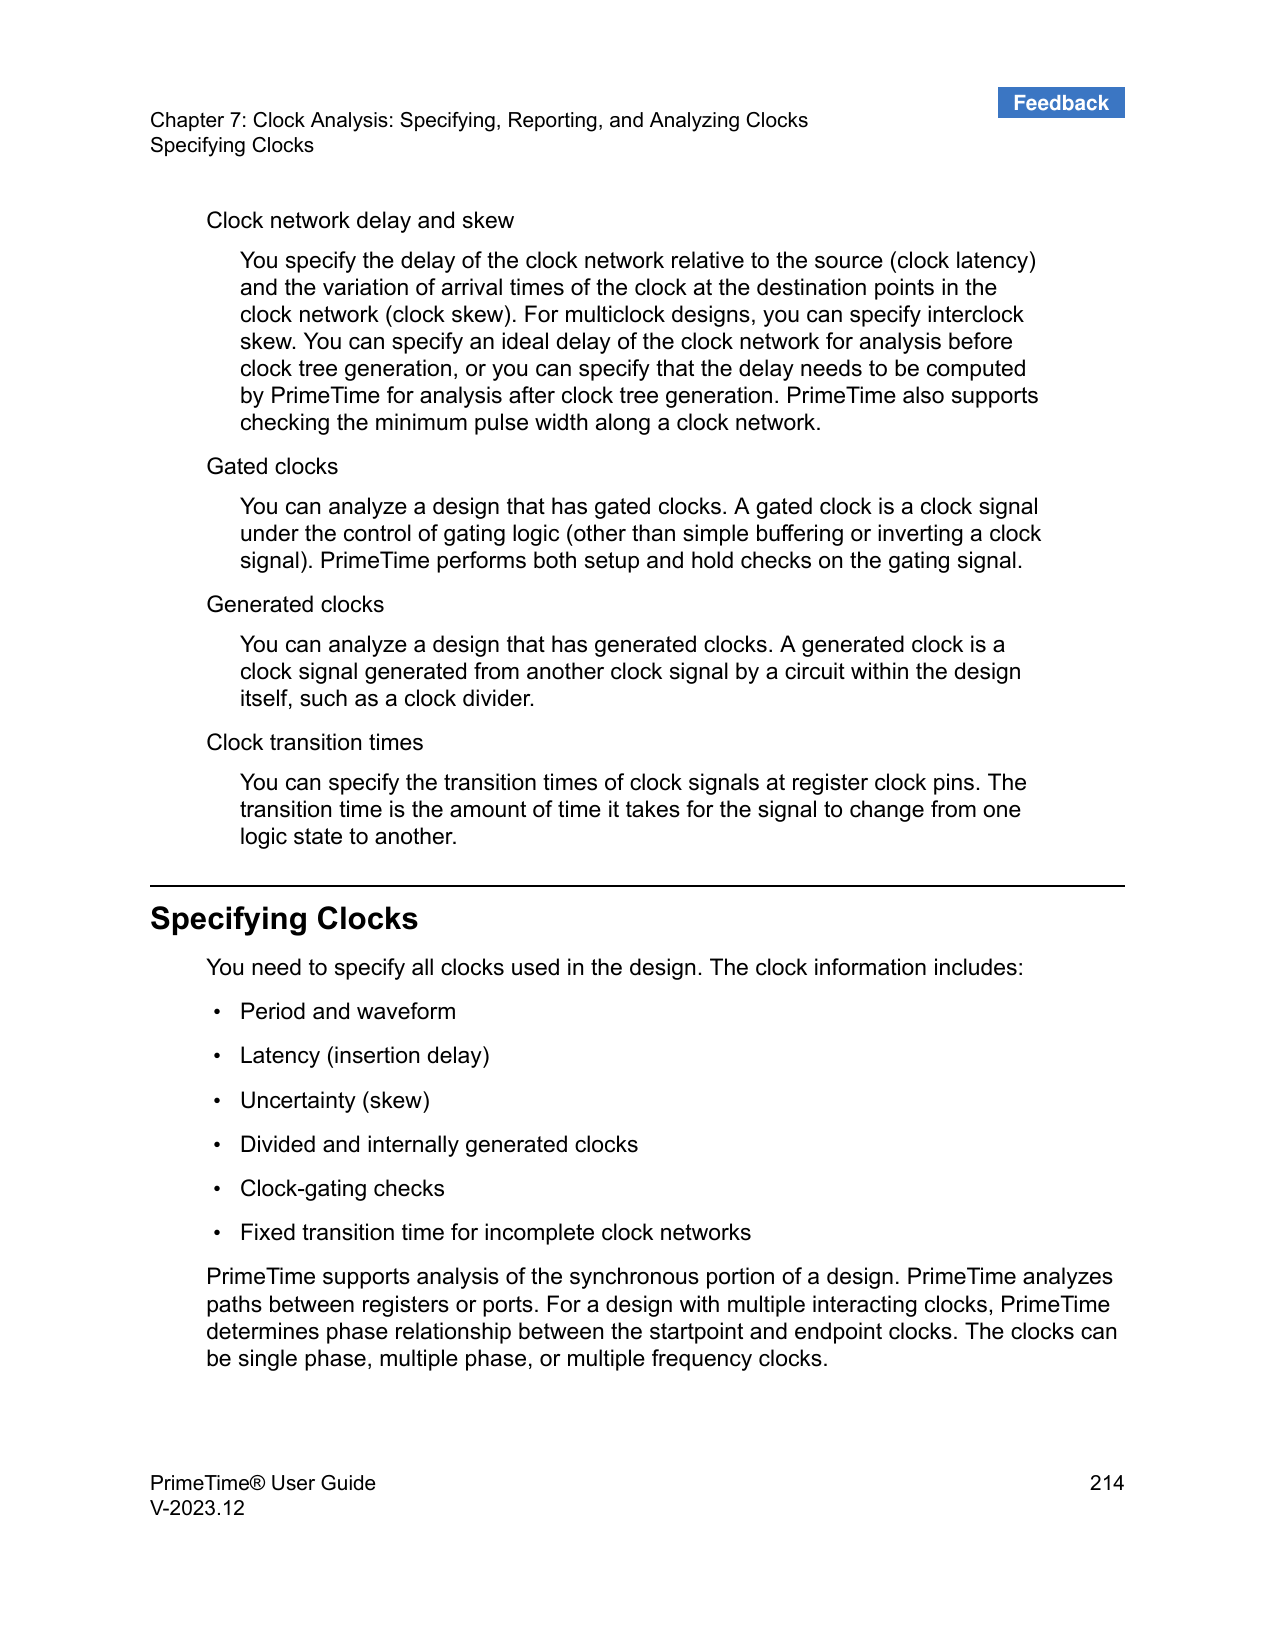 Feedback
Chapter 7: Clock Analysis: Specifying, Reporting, and Analyzing Clocks
Specifying Clocks
Clock network delay and skew
You specify the delay of the clock network relative to the source (clock latency)
and the variation of arrival times of the clock at the destination points in the
clock network (clock skew). For multiclock designs, you can specify interclock
skew. You can specify an ideal delay of the clock network for analysis before
clock tree generation, or you can specify that the delay needs to be computed
by PrimeTime for analysis after clock tree generation. PrimeTime also supports
checking the minimum pulse width along a clock network.
Gated clocks
You can analyze a design that has gated clocks. A gated clock is a clock signal
under the control of gating logic (other than simple buffering or inverting a clock
signal). PrimeTime performs both setup and hold checks on the gating signal.
Generated clocks
You can analyze a design that has generated clocks. A generated clock is a
clock signal generated from another clock signal by a circuit within the design
itself, such as a clock divider.
Clock transition times
You can specify the transition times of clock signals at register clock pins. The
transition time is the amount of time it takes for the signal to change from one
logic state to another.
Specifying Clocks
You need to specify all clocks used in the design. The clock information includes:
• Period and waveform
• Latency (insertion delay)
• Uncertainty (skew)
• Divided and internally generated clocks
• Clock-gating checks
• Fixed transition time for incomplete clock networks
PrimeTime supports analysis of the synchronous portion of a design. PrimeTime analyzes
paths between registers or ports. For a design with multiple interacting clocks, PrimeTime
determines phase relationship between the startpoint and endpoint clocks. The clocks can
be single phase, multiple phase, or multiple frequency clocks.
PrimeTime® User Guide 214
V-2023.12